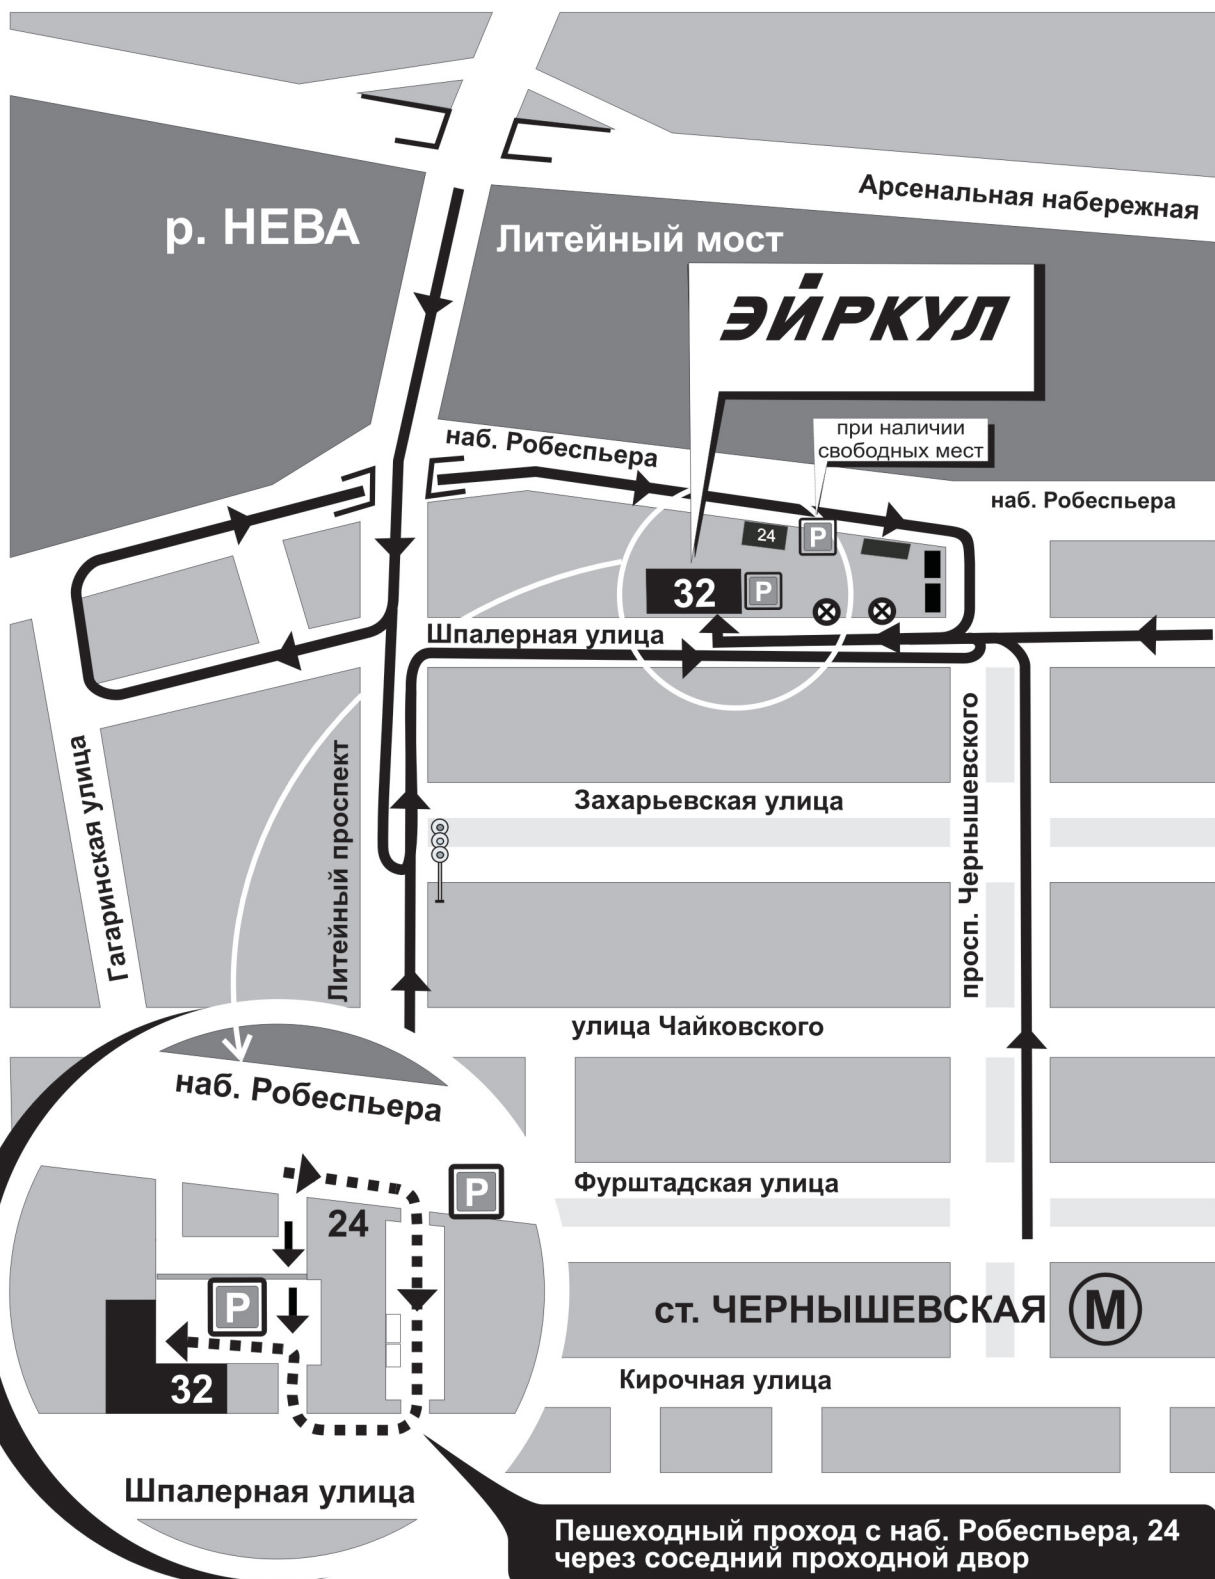 Арсенальная набережная
р. НЕВА
Литейный мост
ЭЙРКУЛ
наб. Робеспьера
при наличии
свободных мест
наб. Робеспьера
24
P
32
P
Шпалерная улица
Гагаринская улица
Литейный проспект
Захарьевская улица
просп. Чернышевского
улица Чайковского
наб. Робеспьера
P
24
Фурштадская улица
P
ст. ЧЕРНЫШЕВСКАЯ
М
32
Кирочная улица
Шпалерная улица
Пешеходный проход с наб. Робеспьера, 24
через соседний проходной двор